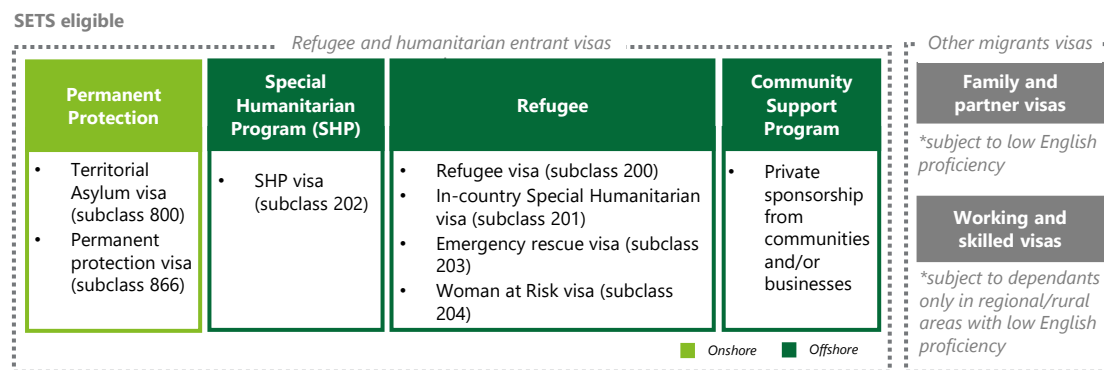 SETS eligible
Refugee and humanitarian entrant visas
Permanent
Protection
• Territorial
Asylum visa
(subclass 800)
• Permanent
protection visa
(subclass 866)
Special
Humanitarian
Program (SHP)
• SHP visa
(subclass 202)
Refugee
• Refugee visa (subclass 200)
• In-country Special Humanitarian
visa (subclass 201)
• Emergency rescue visa (subclass
203)
• Woman at Risk visa (subclass
204)
Community
Support
Program
• Private
sponsorship
from
communities
and/or
businesses
Onshore
Offshore
Other migrants visas
Family and
partner visas
*subject to low English
proficiency
Working and
skilled visas
*subject to dependants
only in regional/rural
areas with low English
proficiency